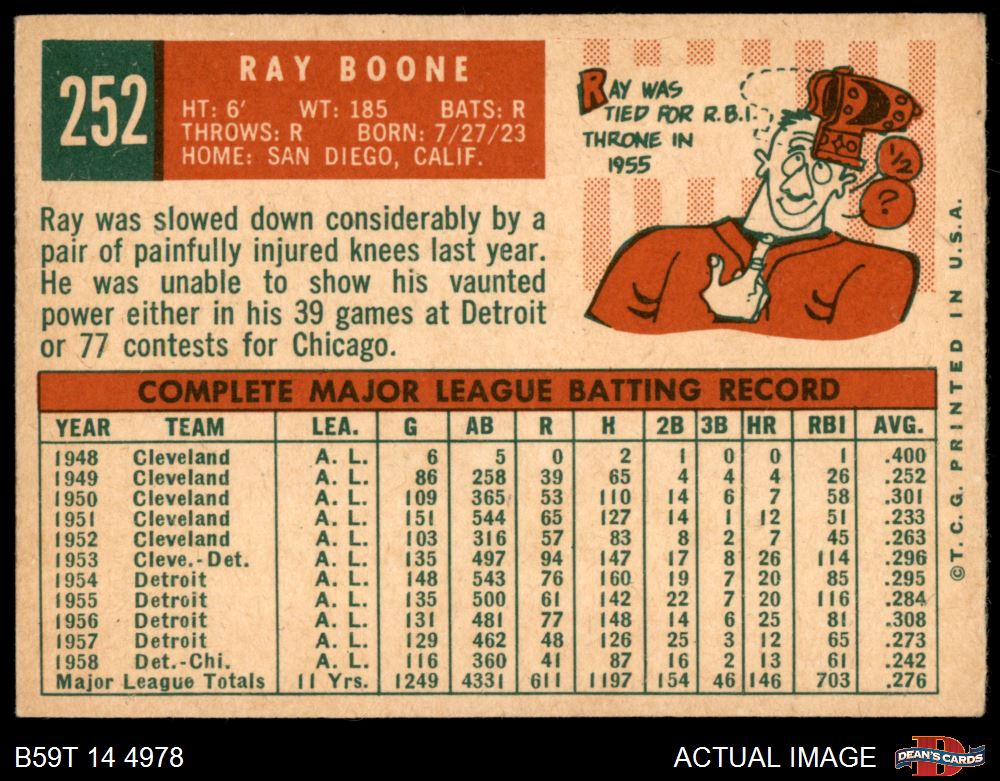 252
RAY BOONE
HT: 6' WT: 185 BATS: R
THROWS: R BORN: 7/27/23
HOME: SAN DIEGO, CALIF.
RAY WAS
TIED FOR R.B.I.
THRONE IN
1955
1/2
?
Ray was slowed down considerably by a
pair of painfully injured knees last year.
He was unable to show his vaunted
power either in his 39 games at Detroit
or 77 contests for Chicago.
COMPLETE MAJOR LEAGUE BATTING RECORD
YEAR TEAM LEA. G AB R H 2B 3B HR RBI AVG.
1948 Cleveland A. L. 6 5 0 2 1 0 0 1 .400
1949 Cleveland A. L. 86 258 39 65 4 4 4 26 .252
1950 Cleveland A. L. 109 365 53 110 14 6 7 58 .301
1951 Cleveland A. L. 151 544 65 127 14 1 12 51 .233
1952 Cleveland A. L. 103 316 57 83 8 2 7 45 .263
1953 Cleve.-Det. A. L. 135 497 94 147 17 8 26 114 .296
1954 Detroit A. L. 148 543 76 160 19 7 20 85 .295
1955 Detroit A. L. 135 500 61 142 22 7 20 116 .284
1956 Detroit A. L. 131 481 77 148 14 6 25 81 .308
1957 Detroit A. L. 129 462 48 126 25 3 12 65 .273
1958 Det.-Chi. A. L. 116 360 41 87 16 2 13 61 .242
Major League Totals 11 Yrs. 1249 4331 611 1197 154 46 146 703 .276
©T. C. G. PRINTED IN U.S.A.
B59T 14 4978
ACTUAL IMAGE
D
DEAN'S CARDS